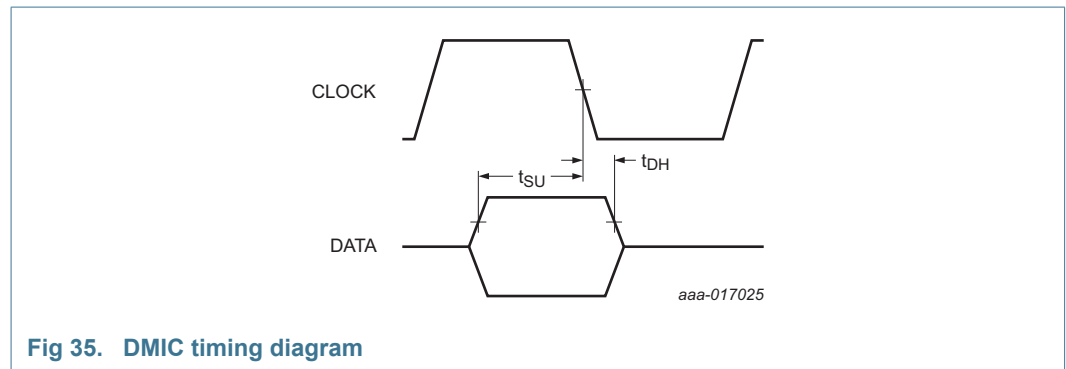 CLOCK
tDH
tSU
DATA
aaa-017025
Fig 35. DMIC timing diagram